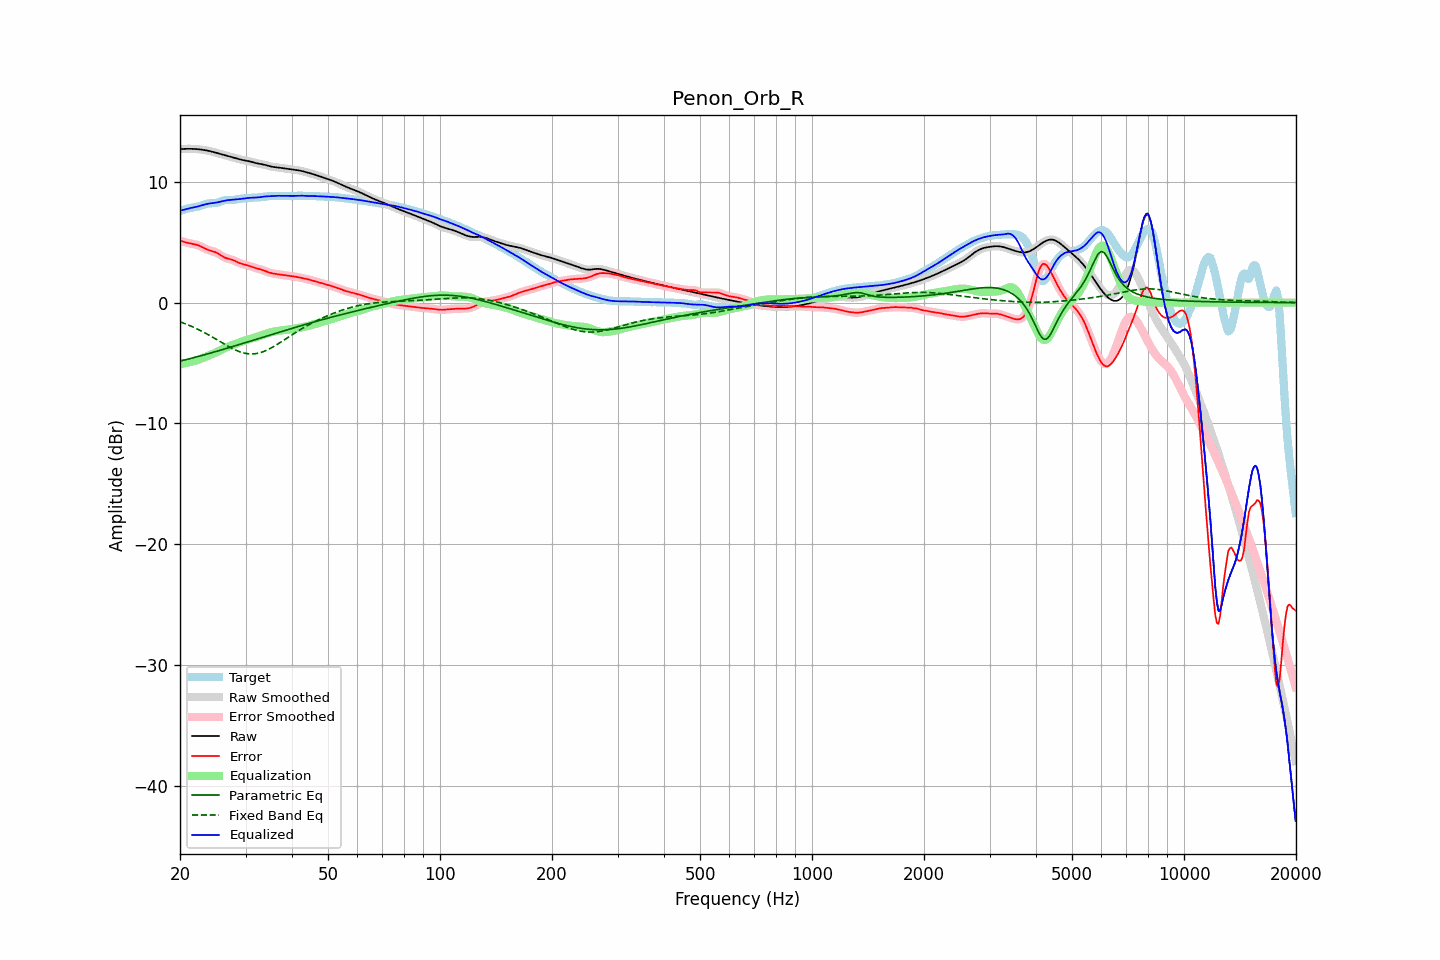 Penon_Orb_R
Amplitude (dBr)
10
0
−10
−20
−30
−40
Target
Raw Smoothed
Error Smoothed
Raw
Error
Equalization
Parametric Eq
Fixed Band Eq
Equalized
20 50 100 200 500 1000 2000 5000 10000 20000
Frequency (Hz)